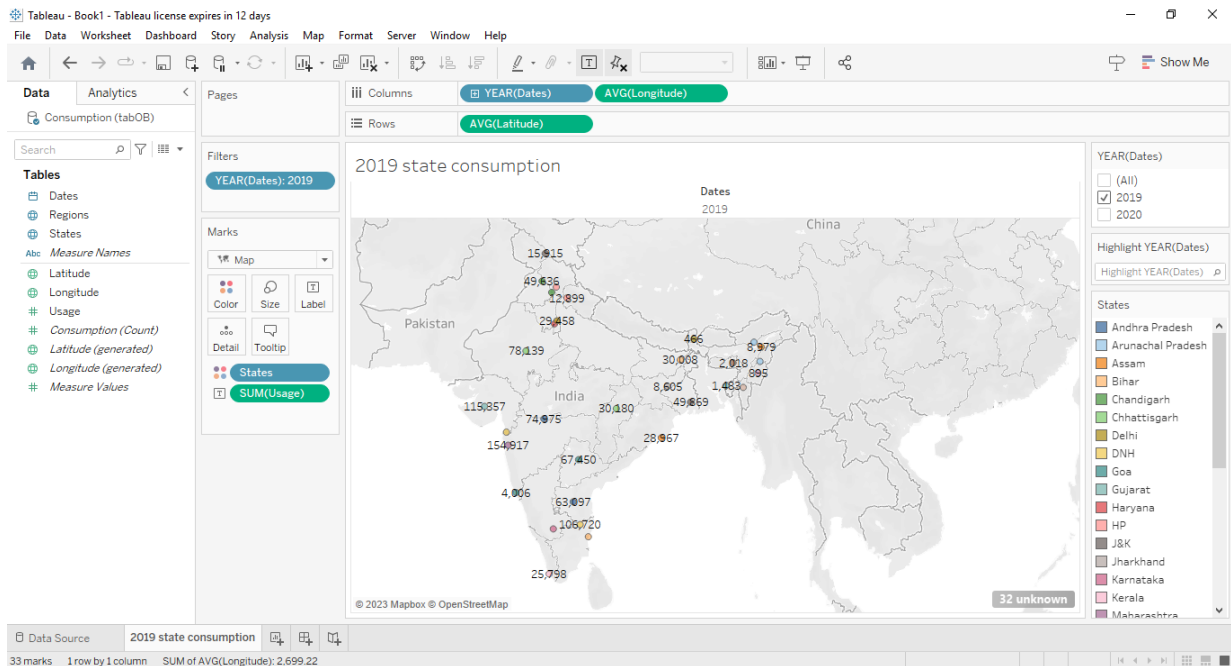 Tableau - Book1 - Tableau license expires in 12 days
File Data Worksheet Dashboard Story Analysis Map Format Server Window Help
Show Me
Data Analytics
Consumption (tabOB)
Search
Tables
Dates
Regions
States
Abc Measure Names
Latitude
Longitude
# Usage
# Consumption (Count)
Latitude (generated)
Longitude (generated)
# Measure Values
Pages
Filters
YEAR(Dates): 2019
Marks
Map
Color Size Label
Detail Tooltip
States
SUM(Usage)
Columns YEAR(Dates) AVG(Longitude)
Rows AVG(Latitude)
2019 state consumption
Dates
2019
China
15,915
49,636
12,899
Pakistan
29,458
466
78,139
8,979
30,008
2,018
895
8,605
1,483
India
49,869
115,857
30,180
74,975
28,967
154,917
67,450
4,006
63,097
106,720
25,798
© 2023 Mapbox © OpenStreetMap
32 unknown
YEAR(Dates)
(All)
2019
2020
Highlight YEAR(Dates)
Highlight YEAR(Dates)
States
Andhra Pradesh
Arunachal Pradesh
Assam
Bihar
Chandigarh
Chhattisgarh
Delhi
DNH
Goa
Gujarat
Haryana
HP
J&K
Jharkhand
Karnataka
Kerala
Maharashtra
Data Source 2019 state consumption
33 marks 1 row by 1 column SUM of AVG(Longitude): 2,699.22